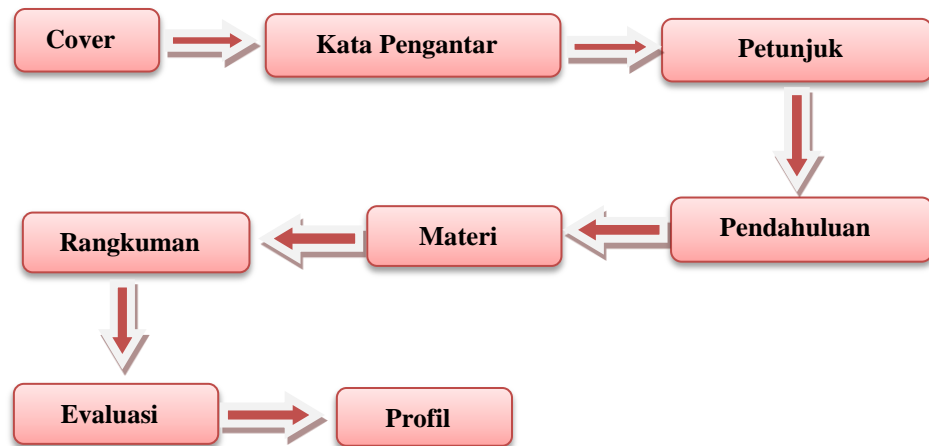 Cover
Kata Pengantar
Petunjuk
Pendahuluan
Materi
Rangkuman
Evaluasi
Profil